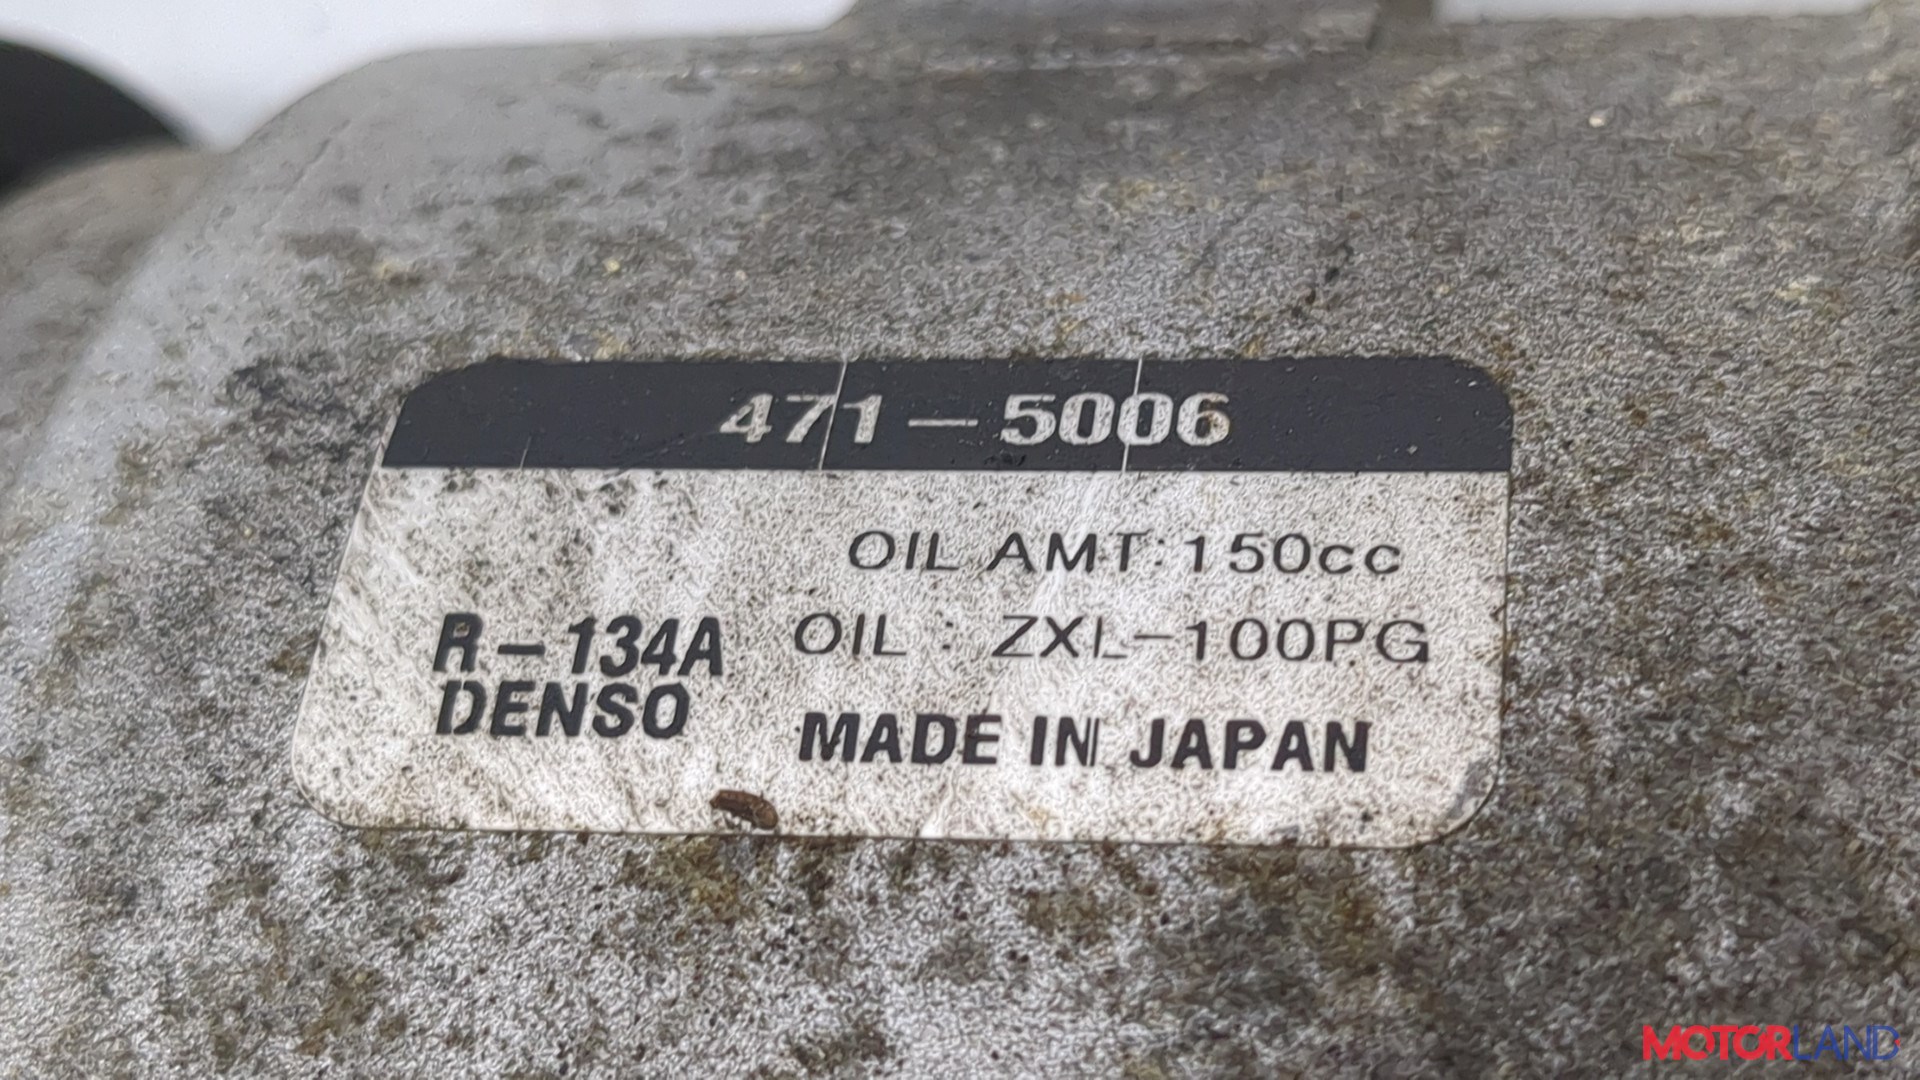 471-5006
OIL AMT:150cc
R-134A OIL : ZXL-100PG
DENSO MADE IN JAPAN
MOTORLAND